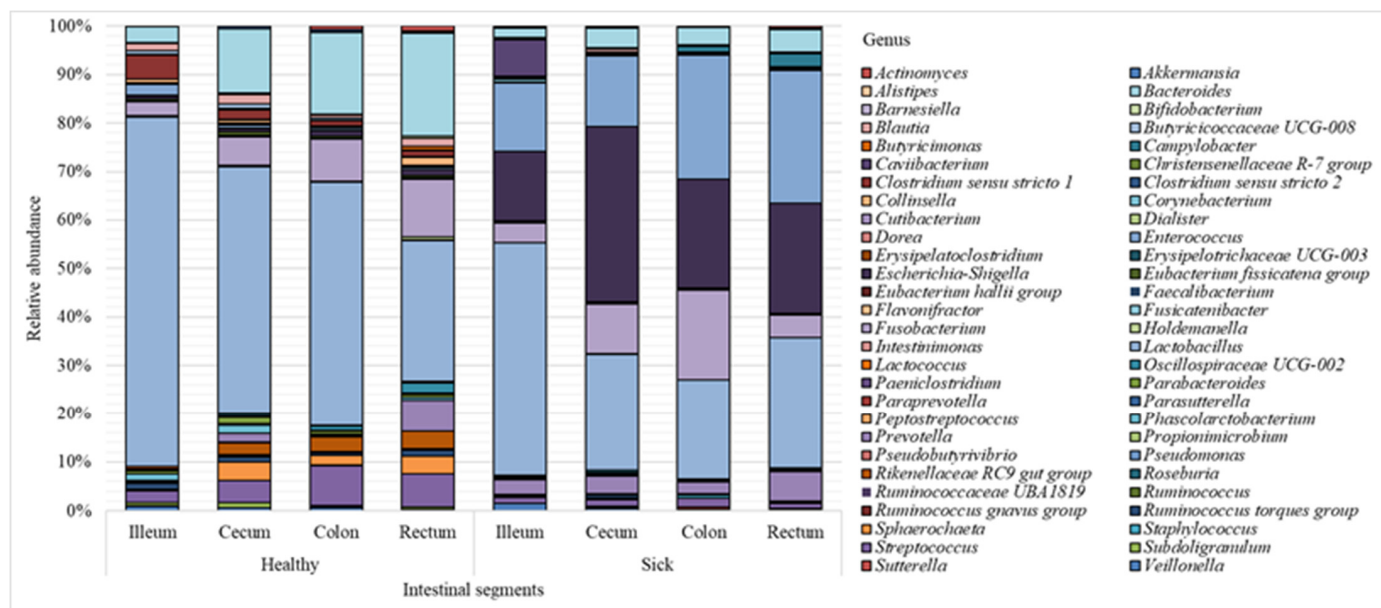 100%
90%
80%
70%
60%
50%
40%
30%
20%
10%
0%
Relative abundance
Illeum Cecum Colon Rectum Illeum Cecum Colon Rectum
Healthy Sick
Intestinal segments
Genus
Actinomyces Akkermansia
Alistipes Bacteroides
Barnesiella Bifidobacterium
Blautia Butyricicoccaceae UCG-008
Butyricimonas Campylobacter
Caviibacterium Christensenellaceae R-7 group
Clostridium sensu stricto 1 Clostridium sensu stricto 2
Collinsella Corynebacterium
Cutibacterium Dialister
Dorea Enterococcus
Erysipelatoclostridium Erysipelotrichaceae UCG-003
Escherichia-Shigella Eubacterium fissicatena group
Eubacterium hallii group Faecalibacterium
Flavonifractor Fusicatenibacter
Fusobacterium Holdemanella
Intestinimonas Lactobacillus
Lactococcus Oscillospiraceae UCG-002
Paeniclostridium Parabacteroides
Paraprevotella Parasutterella
Peptostreptococcus Phascolarctobacterium
Prevotella Propionimicrobium
Pseudobutyrivibrio Pseudomonas
Rikenellaceae RC9 gut group Roseburia
Ruminococcaceae UBA1819 Ruminococcus
Ruminococcus gnavus group Ruminococcus torques group
Sphaerochaeta Staphylococcus
Streptococcus Subdoligranulum
Sutterella Veillonella